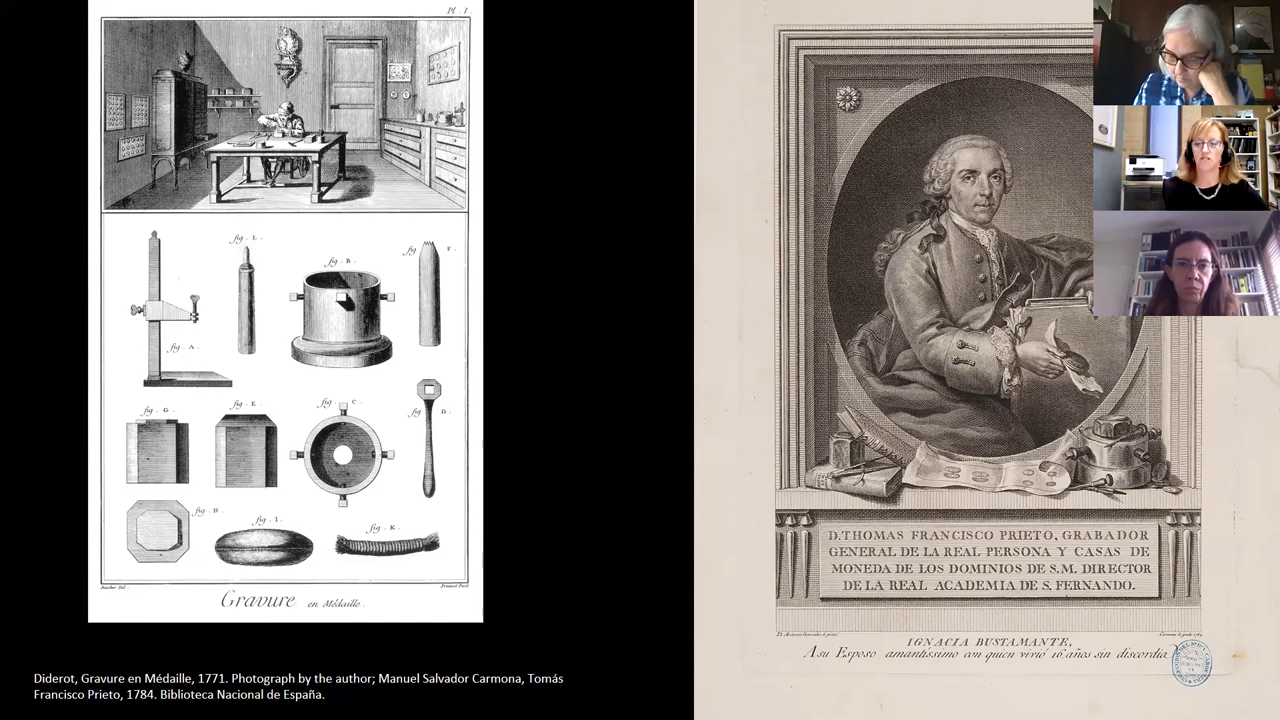 Pl. I.
fig. L.
fig. B.
fig. F.
fig. A.
fig. G.
fig. E.
fig. C.
fig. D.
fig. H.
fig. I.
fig. K.
Gravure en Médaille.
Diderot, Gravure en Médaille, 1771. Photograph by the author; Manuel Salvador Carmona, Tomás
Francisco Prieto, 1784. Biblioteca Nacional de España.
D. THOMAS FRANCISCO PRIETO, GRABADOR
GENERAL DE LA REAL PERSONA Y CASAS DE
MONEDA DE LOS DOMINIOS DE S.M. DIRECTOR
DE LA REAL ACADEMIA DE S. FERNANDO.
IGNACIA BUSTAMANTE,
A su Esposo amantissimo con quien vivió 16 años sin discordia